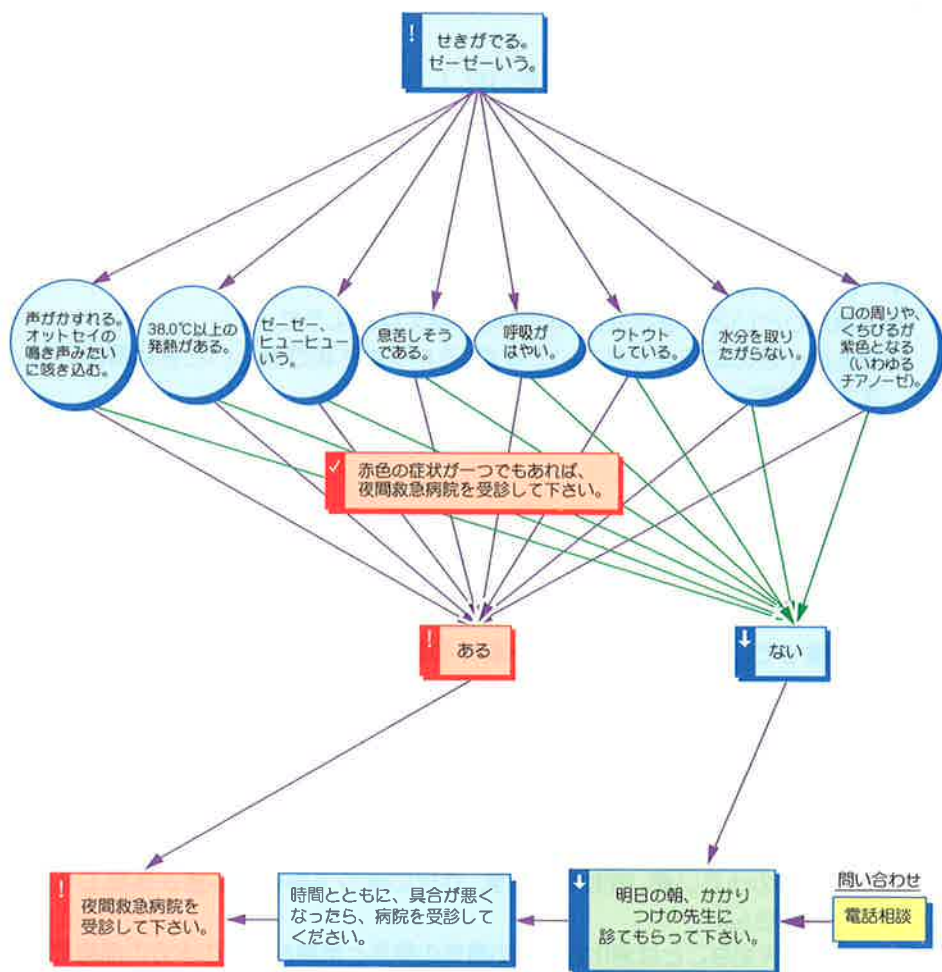 せきがでる。
ゼーゼーいう。
声がかすれる。
オットセイの
鳴き声みたい
に咳き込む。
38.0℃以上の
発熱がある。
ゼーゼー、
ヒューヒュー
いう。
息苦しそう
である。
呼吸が
はやい。
ウトウト
している。
水分を取り
たがらない。
口の周りや、
くちびるが
紫色となる
(いわゆる
チアノーゼ)。
赤色の症状が一つでもあれば、
夜間救急病院を受診して下さい。
ある
ない
夜間救急病院を
受診して下さい。
時間とともに、具合が悪く
なったら、病院を受診して
ください。
明日の朝、かかり
つけの先生に
診てもらって下さい。
問い合わせ
電話相談